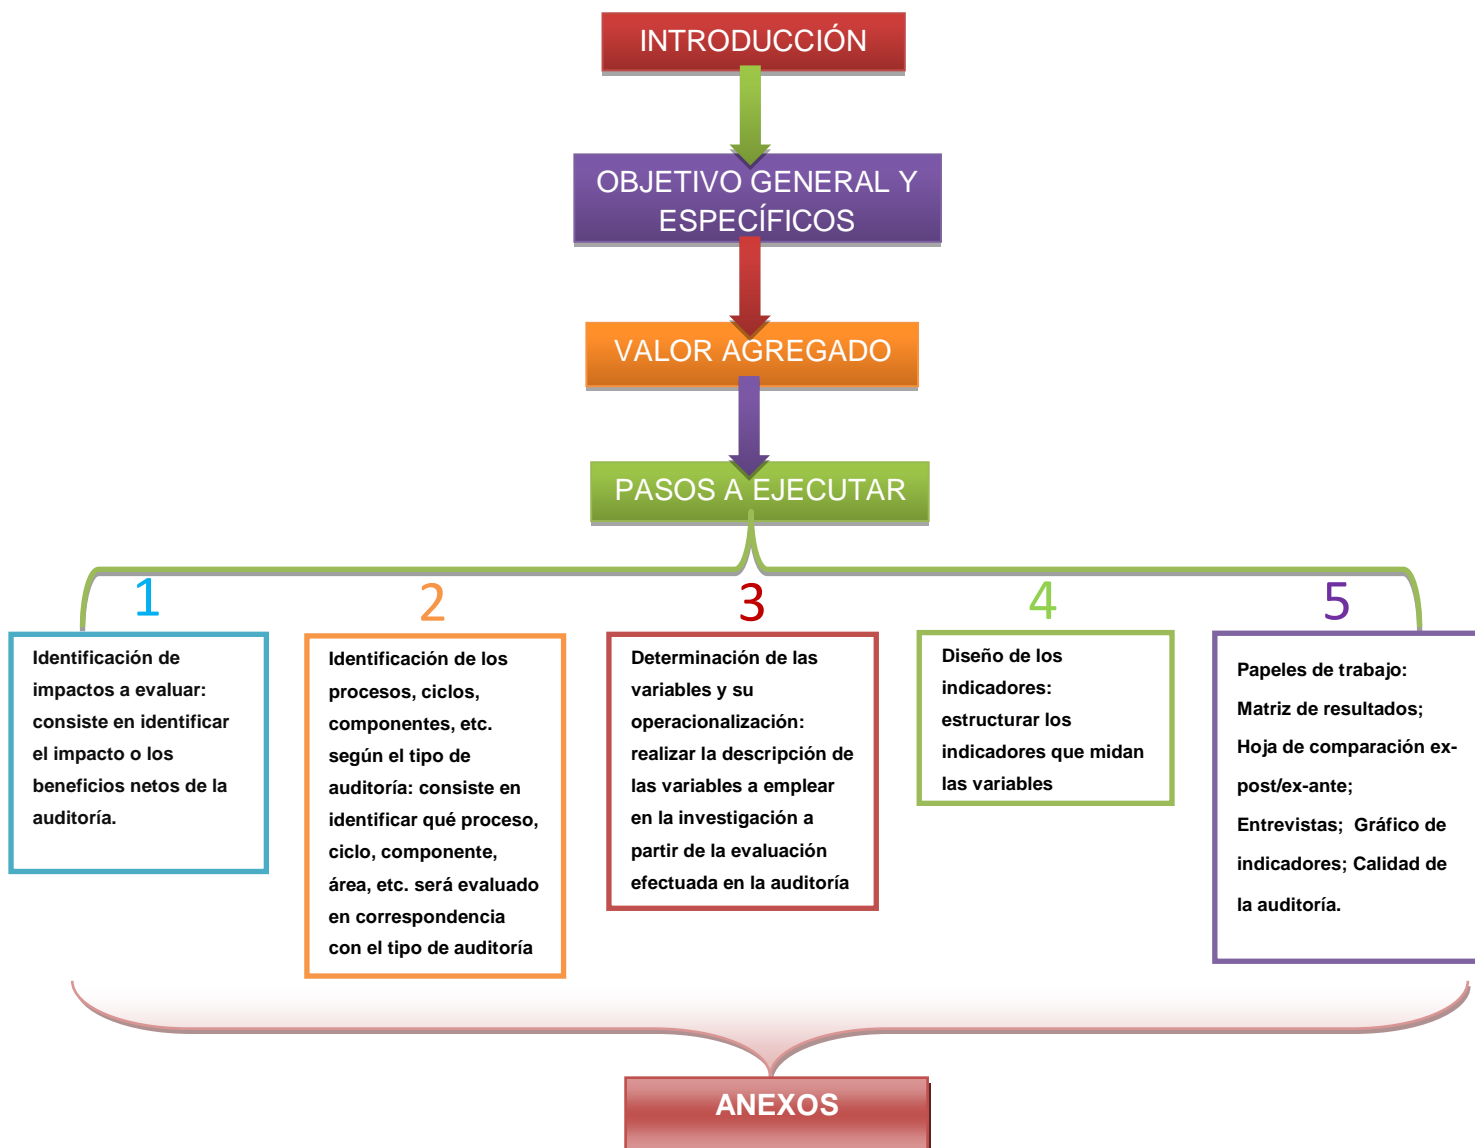 INTRODUCCIÓN
OBJETIVO GENERAL Y
ESPECÍFICOS
VALOR AGREGADO
PASOS A EJECUTAR
1
Identificación de
impactos a evaluar:
consiste en identificar
el impacto o los
beneficios netos de la
auditoría.
2
Identificación de los
procesos, ciclos,
componentes, etc.
según el tipo de
auditoría: consiste en
identificar qué proceso,
ciclo, componente,
área, etc. será evaluado
en correspondencia
con el tipo de auditoría
3
Determinación de las
variables y su
operacionalización:
realizar la descripción de
las variables a emplear
en la investigación a
partir de la evaluación
efectuada en la auditoría
4
Diseño de los
indicadores:
estructurar los
indicadores que midan
las variables
5
Papeles de trabajo:
Matriz de resultados;
Hoja de comparación ex-
post/ex-ante;
Entrevistas; Gráfico de
indicadores; Calidad de
la auditoría.
ANEXOS